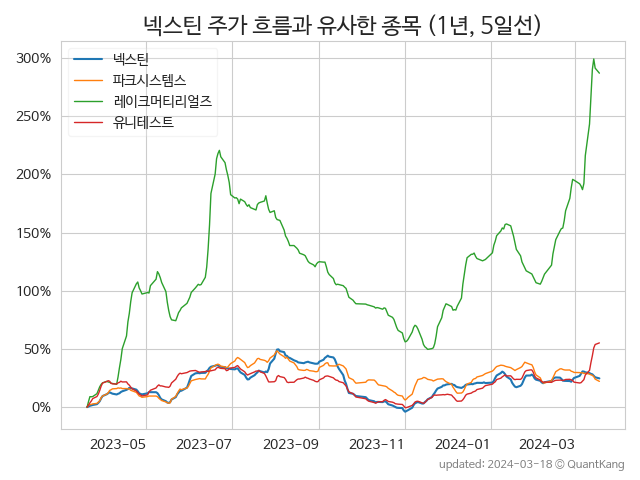 넥스틴 주가 흐름과 유사한 종목 (1년, 5일선)
300%
250%
200%
150%
100%
50%
0%
넥스틴
파크시스템스
레이크머티리얼즈
유니테스트
2023-05
2023-07
2023-09
2023-11
2024-01
2024-03
updated: 2024-03-18 © QuantKang